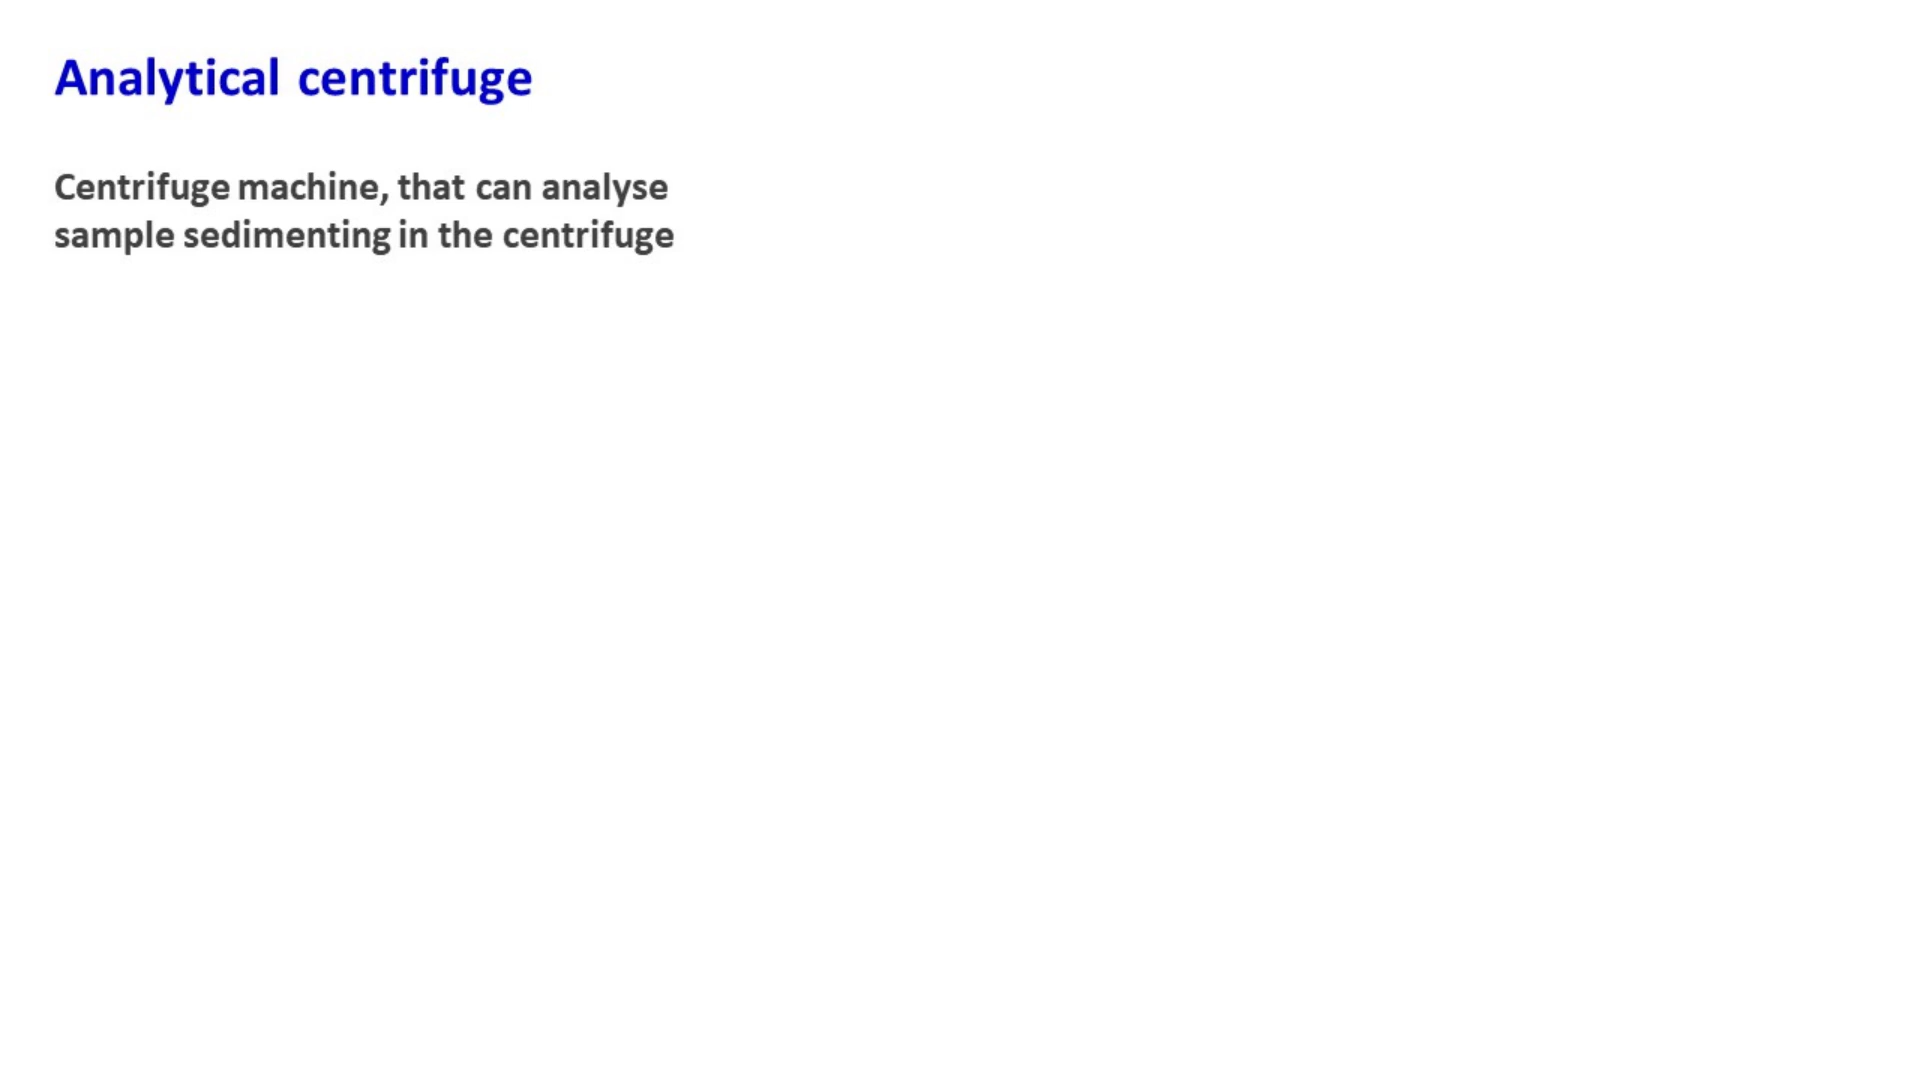 Analytical centrifuge
Centrifuge machine, that can analyse
sample sedimenting in the centrifuge